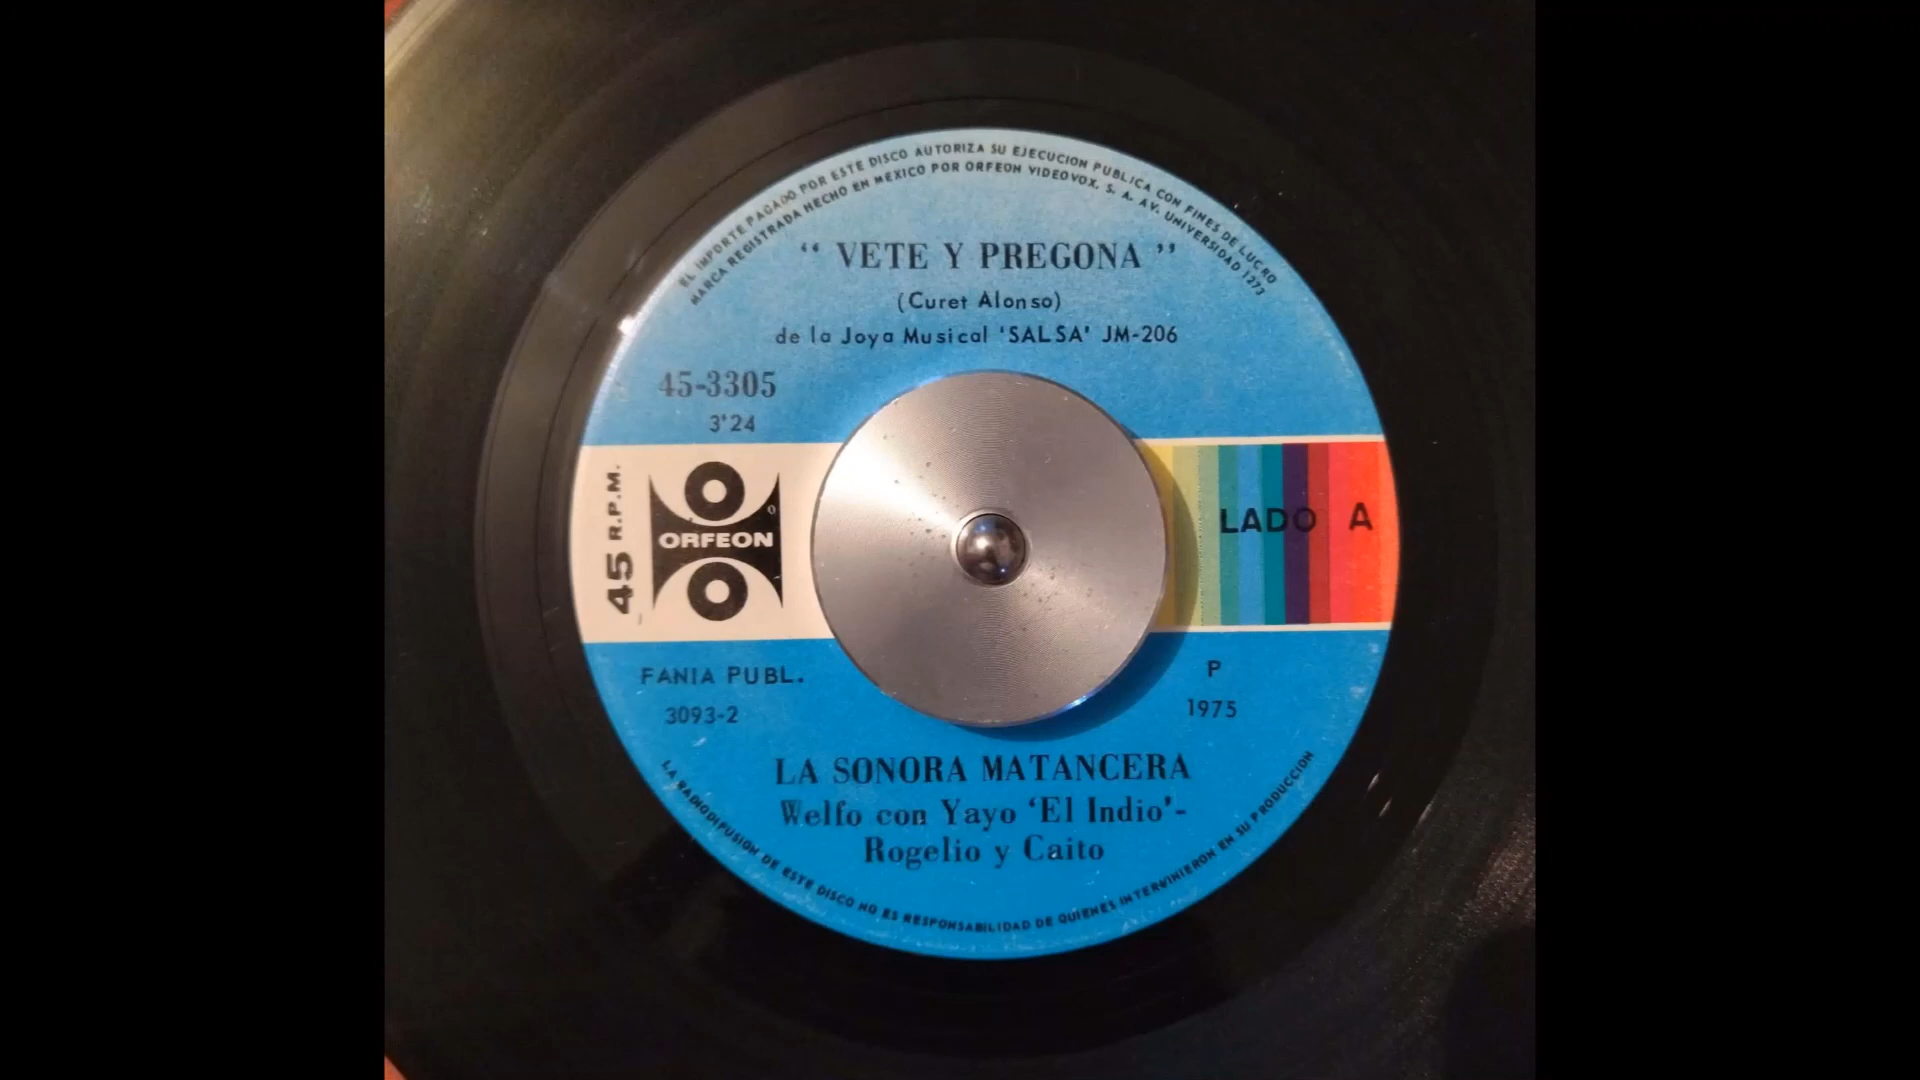 EL IMPORTE PAGADO POR ESTE DISCO AUTORIZA SU EJECUCION PUBLICA CON FINES DE LUCRO
MARCA REGISTRADA HECHO EN MEXICO POR ORFEON VIDEOVOX, S. A. AV. UNIVERSIDAD 1273
“ VETE Y PREGONA ”
(Curet Alonso)
de la Joya Musical ‘SALSA’ JM-206
45-3305
3'24
45 R.P.M.
ORFEON
LADO A
FANIA PUBL.
3093-2
P
1975
LA SONORA MATANCERA
Welfo con Yayo ‘El Indio’-
Rogelio y Caito
LA RADIODIFUSION DE ESTE DISCO NO ES RESPONSABILIDAD DE QUIENES INTERVINIERON EN SU PRODUCCION